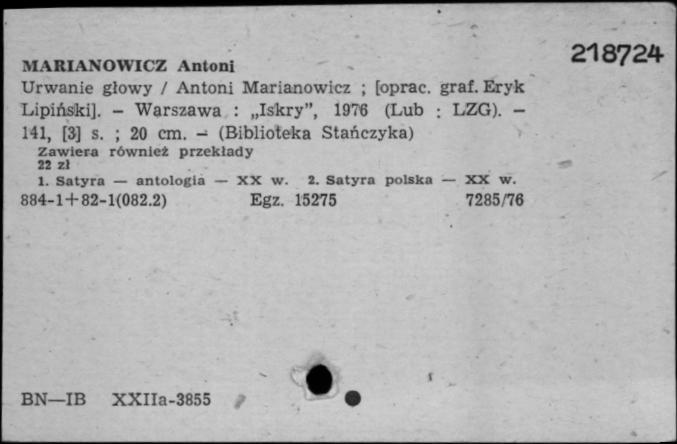 218724
MARIANOWICZ Antoni
Urwanie głowy / Antoni Marianowicz ; [oprac. graf. Eryk
Lipiński]. - Warszawa : „Iskry”, 1976 (Lub : LZG). -
141, [3] s. ; 20 cm. - (Biblioteka Stańczyka)
Zawiera również przekłady
22 zł
1. Satyra — antologia — XX w. 2. Satyra polska — XX w.
884-1+82-1(082.2) Egz. 15275 7285/76
BN—IB XXIIa-3855